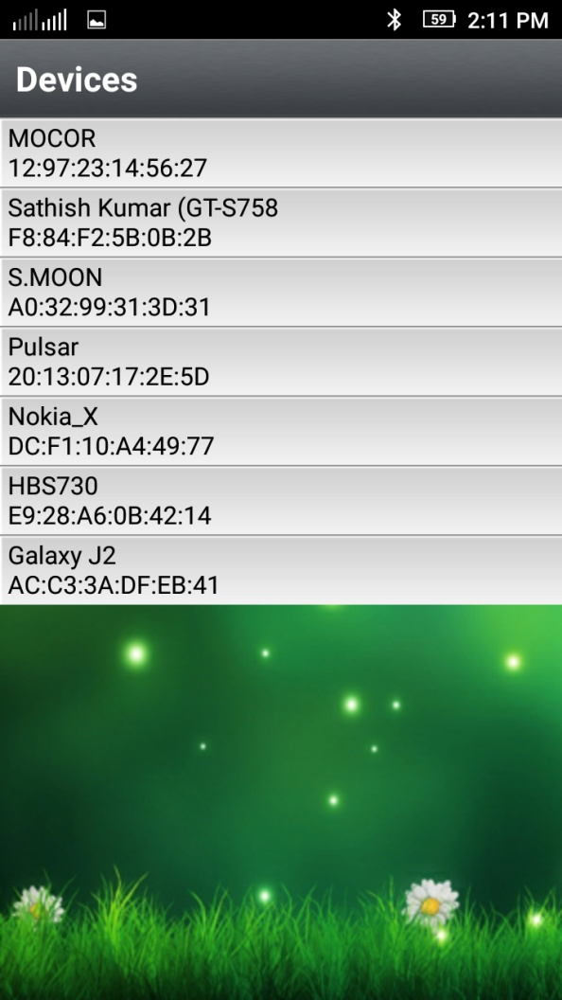 59 2:11 PM
Devices
MOCOR
12:97:23:14:56:27
Sathish Kumar (GT-S758
F8:84:F2:5B:0B:2B
S.MOON
A0:32:99:31:3D:31
Pulsar
20:13:07:17:2E:5D
Nokia_X
DC:F1:10:A4:49:77
HBS730
E9:28:A6:0B:42:14
Galaxy J2
AC:C3:3A:DF:EB:41